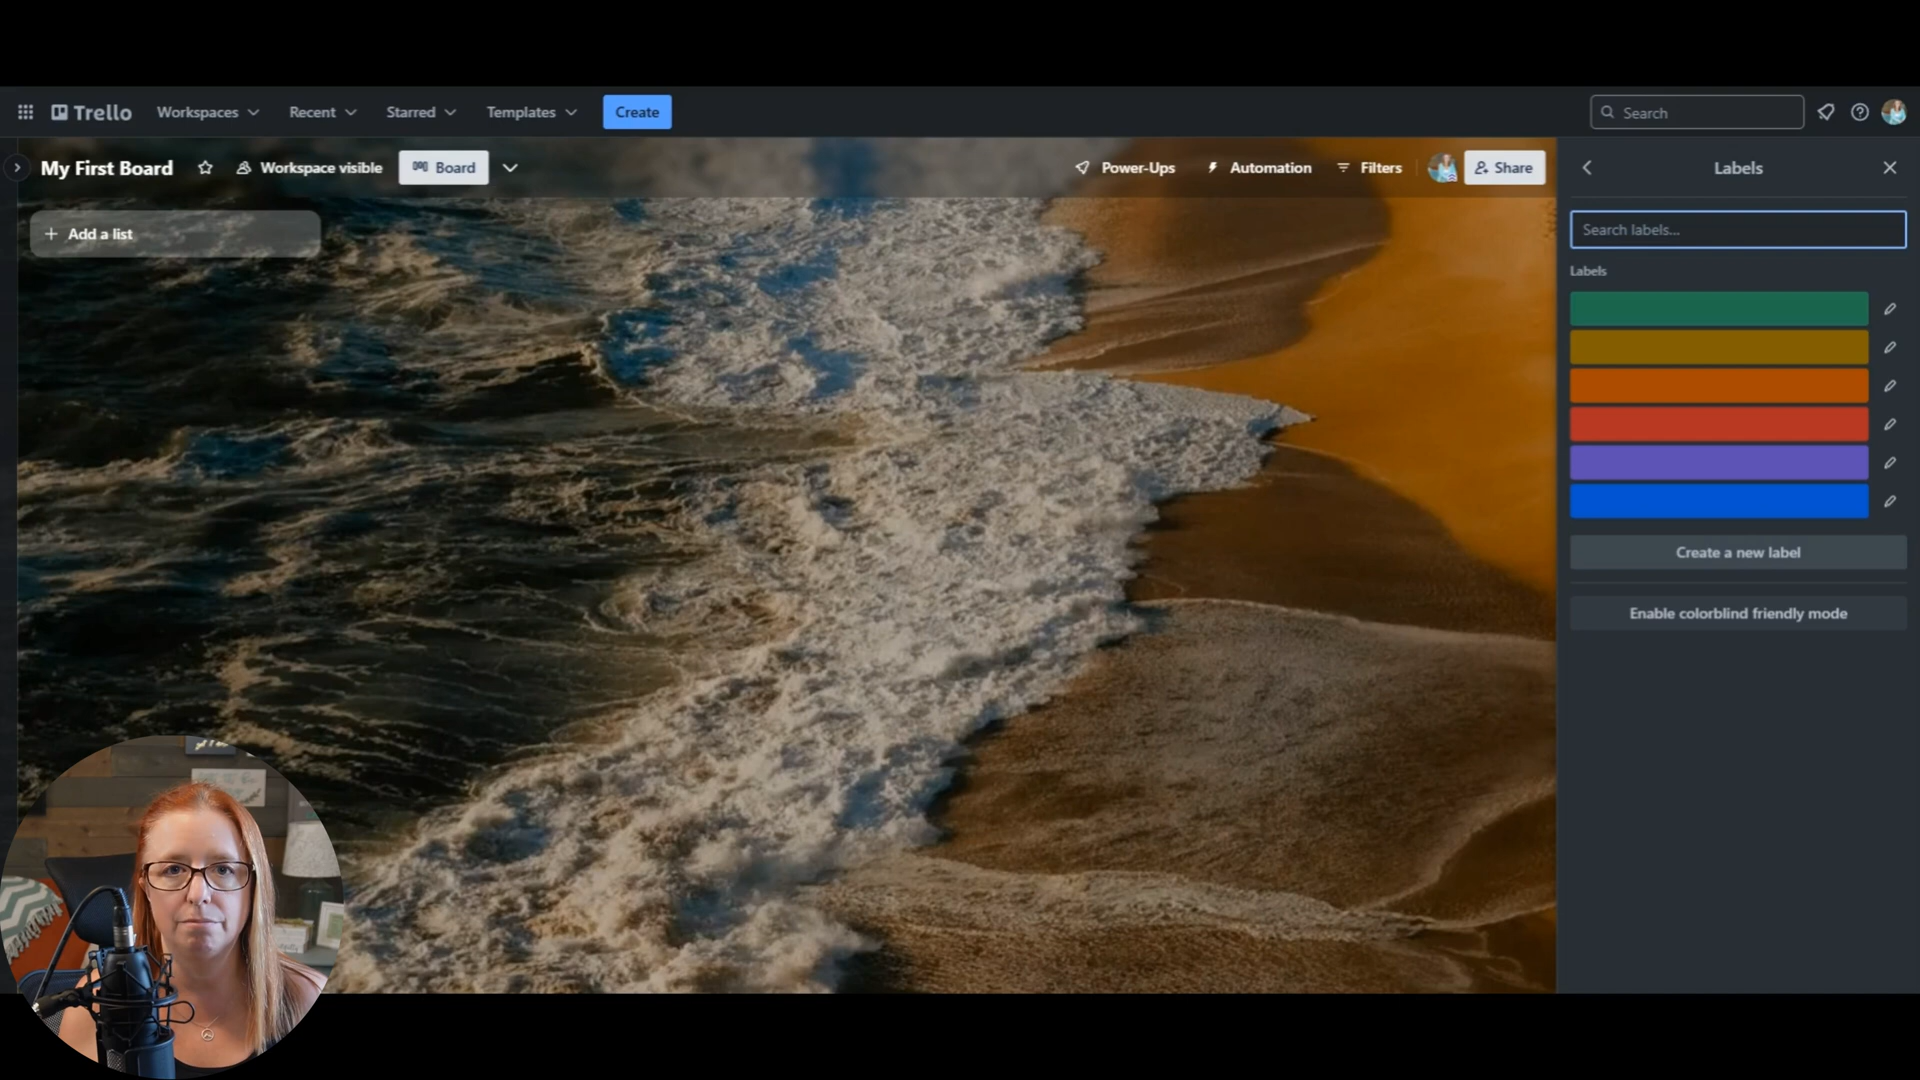 Trello
Workspaces
Recent
Starred
Templates
Create
Search
My First Board
Workspace visible
Board
Power-Ups
Automation
Filters
Share
Labels
Add a list
Search labels...
Labels
Create a new label
Enable colorblind friendly mode